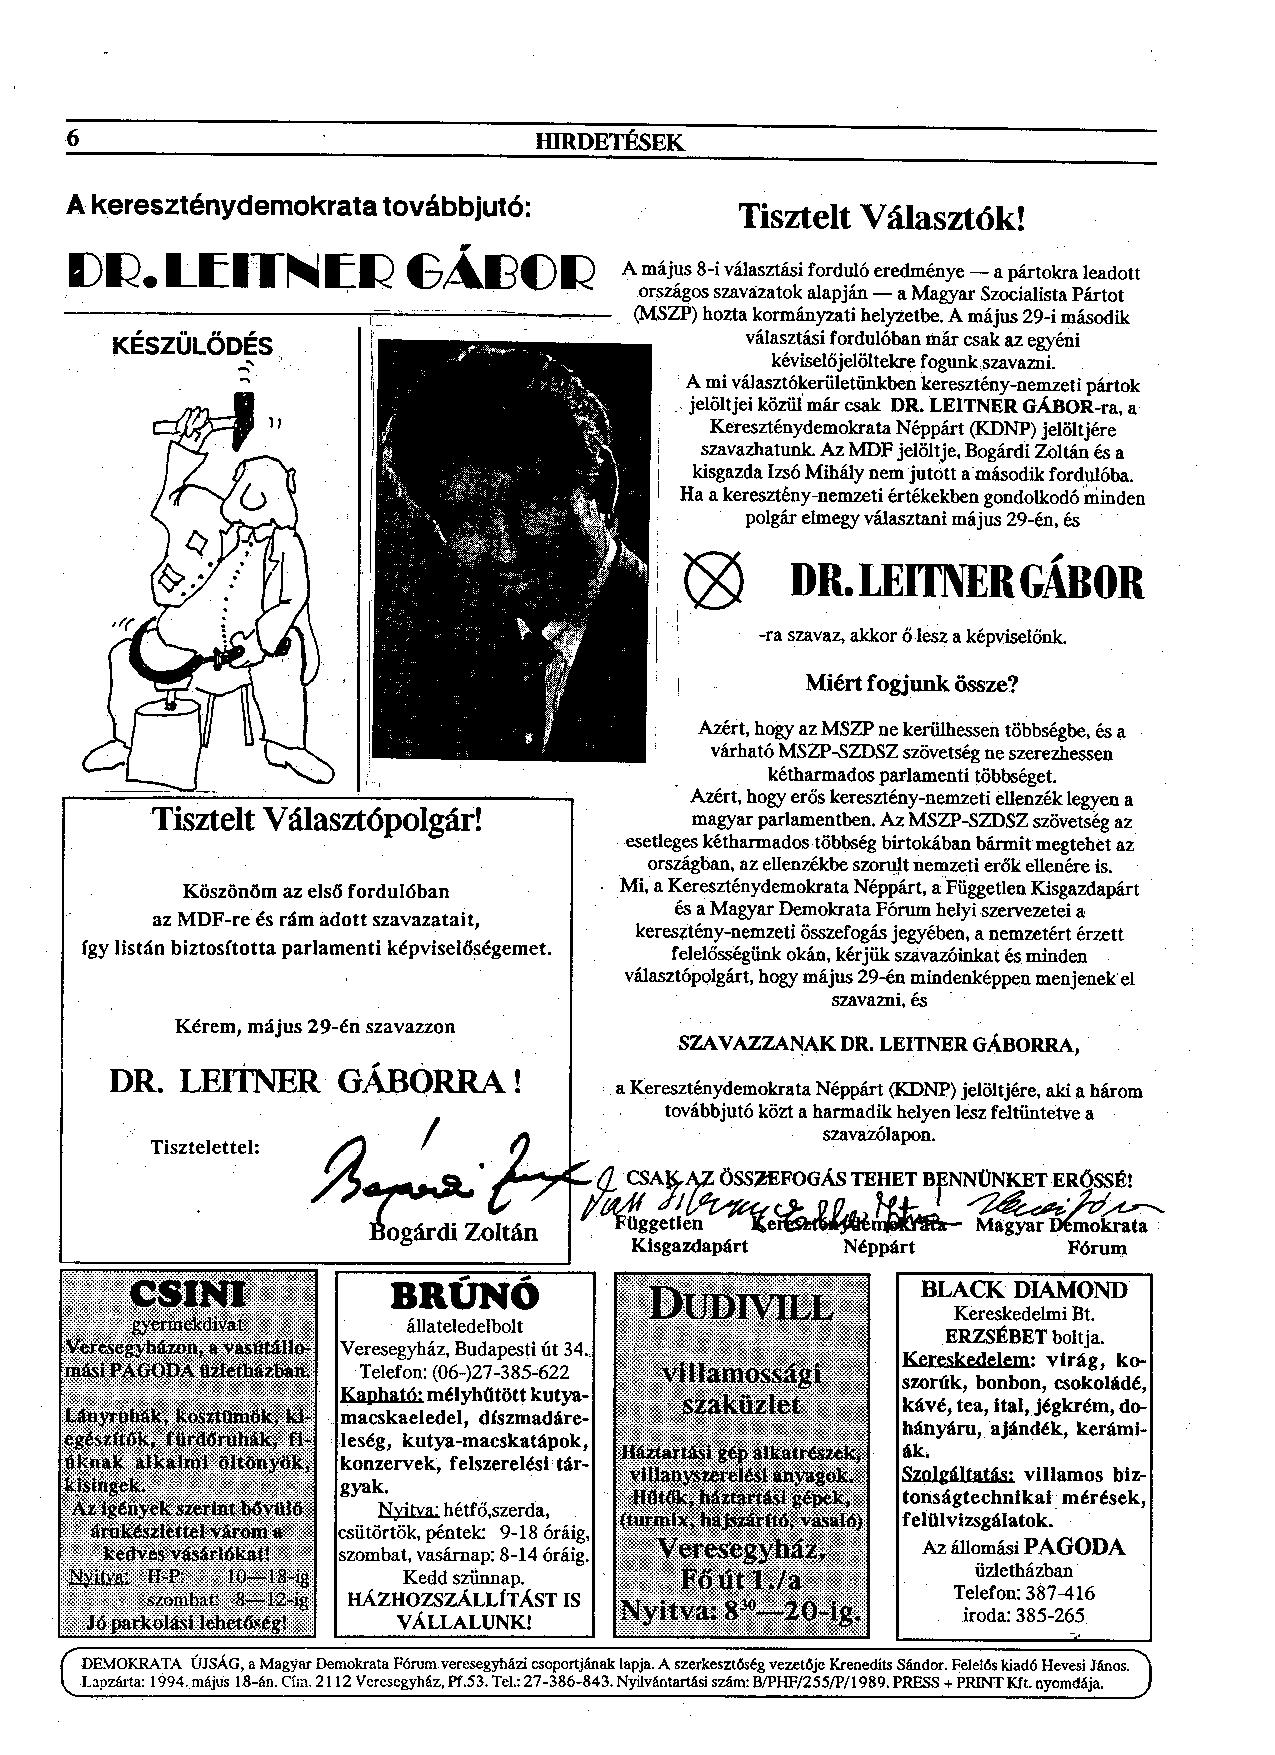 6
HIRDETÉSEK
A kereszténydemokrata továbbjutó:
DR. LEITNER GÁBOR
KÉSZÜLŐDÉS
Tisztelt Választópolgár!
Köszönöm az első fordulóban
az MDF-re és rám adott szavazatait,
így listán biztosította parlamenti képviselőségemet.
Kérem, május 29-én szavazzon
DR. LEITNER GÁBORRA !
Tisztelettel:
Bogárdi Zoltán
Tisztelt Választók!
A május 8-i választási forduló eredménye — a pártokra leadott
országos szavazatok alapján — a Magyar Szocialista Pártot
(MSZP) hozta kormányzati helyzetbe. A május 29-i második
választási fordulóban már csak az egyéni
kéviselőjelöltekre fogunk szavazni.
A mi választókerületünkben keresztény-nemzeti pártok
jelöltjei közül már csak DR. LEITNER GÁBOR-ra, a
Kereszténydemokrata Néppárt (KDNP) jelöltjére
szavazhatunk. Az MDF jelöltje, Bogárdi Zoltán és a
kisgazda Izsó Mihály nem jutott a második fordulóba.
Ha a keresztény-nemzeti értékekben gondolkodó minden
polgár elmegy választani május 29-én, és
DR. LEITNER GÁBOR
-ra szavaz, akkor ő lesz a képviselőnk.
Miért fogjunk össze?
Azért, hogy az MSZP ne kerülhessen többségbe, és a
várható MSZP-SZDSZ szövetség ne szerezhessen
kétharmados parlamenti többséget.
Azért, hogy erős keresztény-nemzeti ellenzék legyen a
magyar parlamentben. Az MSZP-SZDSZ szövetség az
esetleges kétharmados többség birtokában bármit megtehet az
országban, az ellenzékbe szorult nemzeti erők ellenére is.
Mi, a Kereszténydemokrata Néppárt, a Független Kisgazdapárt
és a Magyar Demokrata Fórum helyi szervezetei a
keresztény-nemzeti összefogás jegyében, a nemzetért érzett
felelősségünk okán, kérjük szavazóinkat és minden
választópolgárt, hogy május 29-én mindenképpen menjenek el
szavazni, és
SZAVAZZANAK DR. LEITNER GÁBORRA,
a Kereszténydemokrata Néppárt (KDNP) jelöltjére, aki a három
továbbjutó közt a harmadik helyen lesz feltüntetve a
szavazólapon.
CSAK AZ ÖSSZEFOGÁS TEHET BENNÜNKET ERŐSSÉ!
Független Kereszténydemokrata Magyar Demokrata
Kisgazdapárt Néppárt Fórum
CSINI
gyermekdivat
Veresegyházon, a vasútállo-
mási PAGODA üzletházban.
Lányruhák, kosztümök, ki-
egészítők, fürdőruhák, fi-
úknak alkalmi öltönyök,
kisingek.
Az igények szerint bővülő
árukészlettel várom a
kedves vásárlókat!
Nyitva: H-P: 10—18-ig
szombat: 8—12-ig
Jó parkolási lehetőség!
BRÚNÓ
állateledelbolt
Veresegyház, Budapesti út 34.
Telefon: (06-)27-385-622
Kapható: mélyhűtött kutya-
macskaeledel, díszmadáre-
leség, kutya-macskatápok,
konzervek, felszerelési tár-
gyak.
Nyitva: hétfő,szerda,
csütörtök, péntek: 9-18 óráig,
szombat, vasárnap: 8-14 óráig.
Kedd szünnap.
HÁZHOZSZÁLLÍTÁST IS
VÁLLALUNK!
DUDIVILL
villamossági
szaküzlet
Háztartási gép alkatrészek,
villanyszerelési anyagok.
Hűtők, háztartási gépek,
(turmix, hajszárító, vasaló)
Veresegyház,
Fő út 1./a
Nyitva: 8³⁰—20-ig.
BLACK DIAMOND
Kereskedelmi Bt.
ERZSÉBET boltja.
Kereskedelem: virág, ko-
szorúk, bonbon, csokoládé,
kávé, tea, ital, jégkrém, do-
hányáru, ajándék, kerámi-
ák.
Szolgáltatás: villamos biz-
tonságtechnikai mérések,
felülvizsgálatok.
Az állomási PAGODA
üzletházban
Telefon: 387-416
iroda: 385-265
DEMOKRATA ÚJSÁG, a Magyar Demokrata Fórum veresegyházi csoportjának lapja. A szerkesztőség vezetője Krenedits Sándor. Felelős kiadó Hevesi János.
Lapzárta: 1994. május 18-án. Cím. 2112 Veresegyház, Pf.53. Tel.: 27-386-843. Nyilvántartási szám: B/PHF/255/P/1989. PRESS + PRINT Kft. nyomdája.